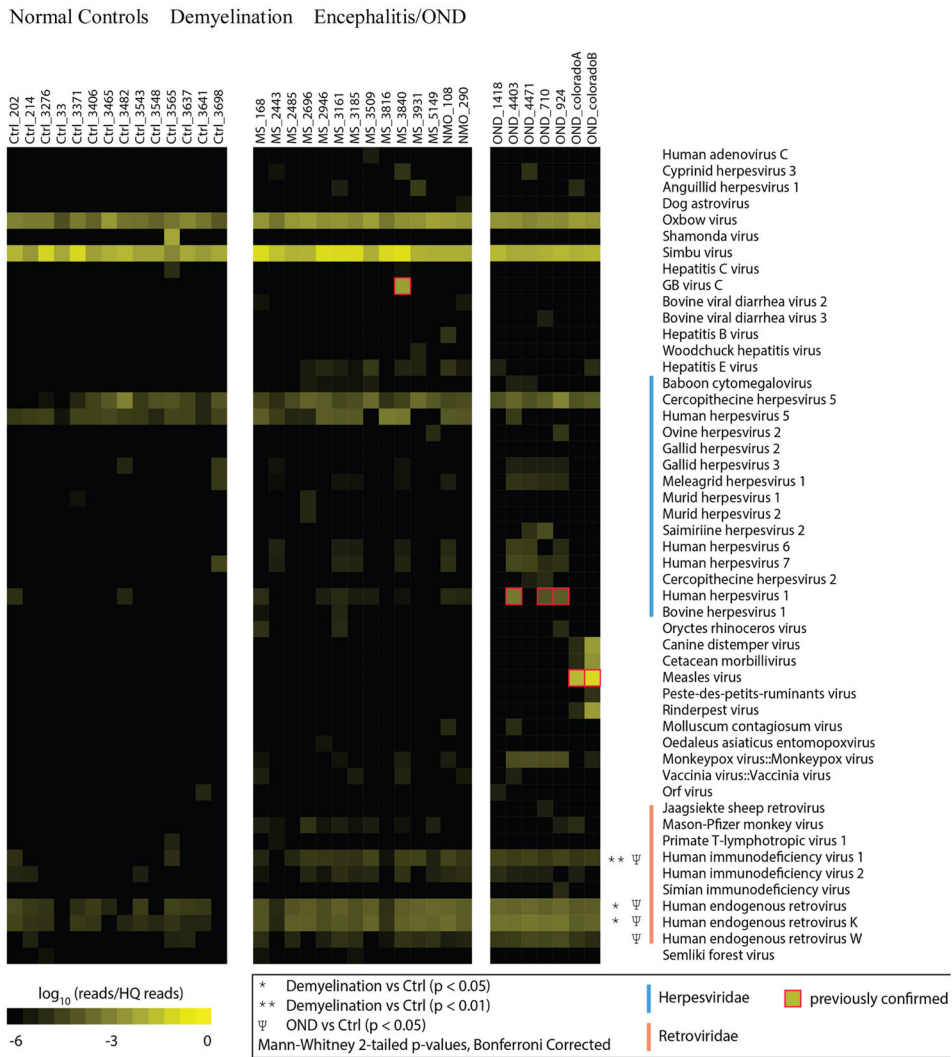 Normal Controls Demyelination Encephalitis/OND
Ctrl_202
Ctrl_214
Ctrl_3276
Ctrl_33
Ctrl_3371
Ctrl_3406
Ctrl_3465
Ctrl_3482
Ctrl_3543
Ctrl_3548
Ctrl_3565
Ctrl_3637
Ctrl_3641
Ctrl_3698
MS_168
MS_2443
MS_2485
MS_2696
MS_2946
MS_3161
MS_3185
MS_3509
MS_3816
MS_3840
MS_3931
MS_5149
NMO_108
NMO_290
OND_1418
OND_4403
OND_4471
OND_710
OND_924
OND_coloradoA
OND_coloradoB
Human adenovirus C
Cyprinid herpesvirus 3
Anguillid herpesvirus 1
Dog astrovirus
Oxbow virus
Shamonda virus
Simbu virus
Hepatitis C virus
GB virus C
Bovine viral diarrhea virus 2
Bovine viral diarrhea virus 3
Hepatitis B virus
Woodchuck hepatitis virus
Hepatitis E virus
Baboon cytomegalovirus
Cercopithecine herpesvirus 5
Human herpesvirus 5
Ovine herpesvirus 2
Gallid herpesvirus 2
Gallid herpesvirus 3
Meleagrid herpesvirus 1
Murid herpesvirus 1
Murid herpesvirus 2
Saimiriine herpesvirus 2
Human herpesvirus 6
Human herpesvirus 7
Cercopithecine herpesvirus 2
Human herpesvirus 1
Bovine herpesvirus 1
Oryctes rhinoceros virus
Canine distemper virus
Cetacean morbillivirus
Measles virus
Peste-des-petits-ruminants virus
Rinderpest virus
Molluscum contagiosum virus
Oedaleus asiaticus entomopoxvirus
Monkeypox virus::Monkeypox virus
Vaccinia virus::Vaccinia virus
Orf virus
Jaagsiekte sheep retrovirus
Mason-Pfizer monkey virus
Primate T-lymphotropic virus 1
** Ψ Human immunodeficiency virus 1
Human immunodeficiency virus 2
Simian immunodeficiency virus
* Ψ Human endogenous retrovirus
* Ψ Human endogenous retrovirus K
Ψ Human endogenous retrovirus W
Semliki forest virus
log10 (reads/HQ reads)
-6 -3 0
* Demyelination vs Ctrl (p < 0.05)
** Demyelination vs Ctrl (p < 0.01)
Ψ OND vs Ctrl (p < 0.05)
Mann-Whitney 2-tailed p-values, Bonferroni Corrected
Herpesviridae
Retroviridae
previously confirmed